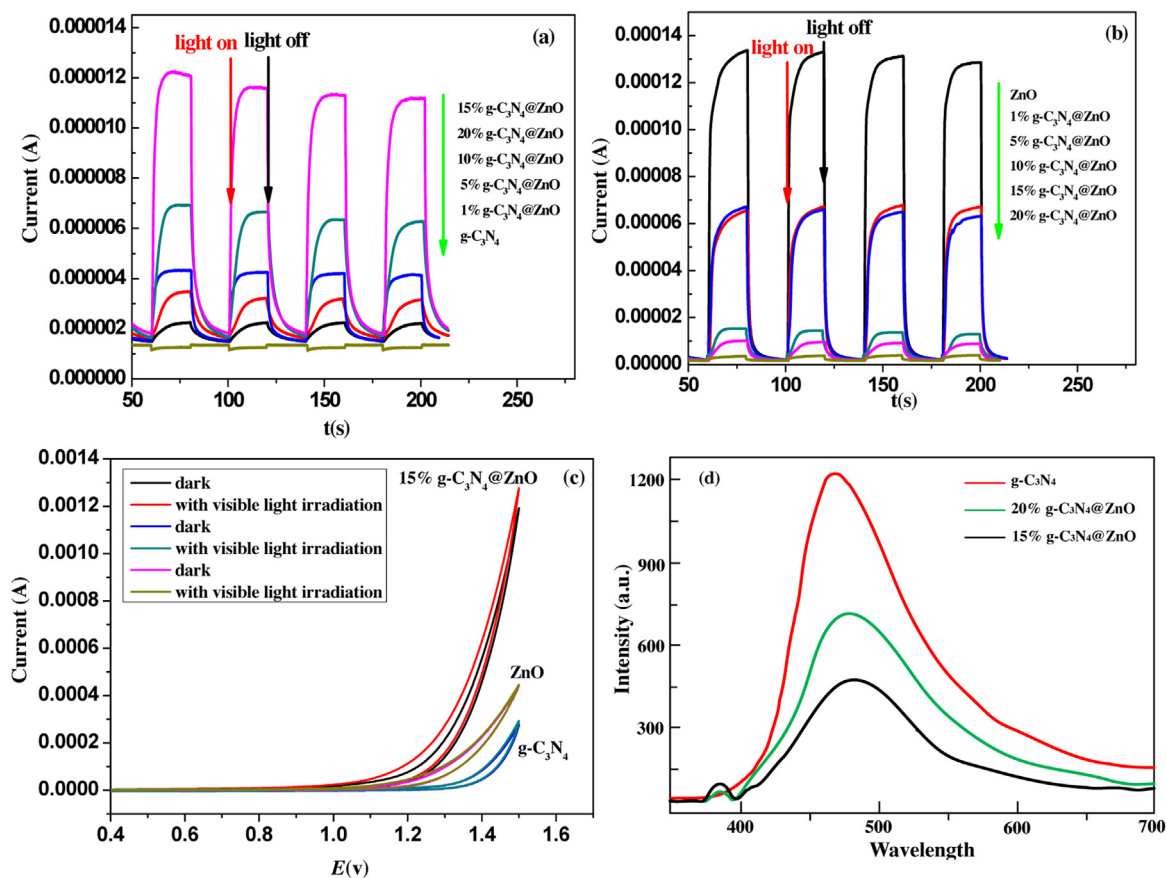 (a)
light on
light off
15% g-C₃N₄@ZnO
20% g-C₃N₄@ZnO
10% g-C₃N₄@ZnO
5% g-C₃N₄@ZnO
1% g-C₃N₄@ZnO
g-C₃N₄
Current (A)
0.000014
0.000012
0.000010
0.000008
0.000006
0.000004
0.000002
0.000000
50 100 150 200 250
t(s)
(b)
light off
light on
ZnO
1% g-C₃N₄@ZnO
5% g-C₃N₄@ZnO
10% g-C₃N₄@ZnO
15% g-C₃N₄@ZnO
20% g-C₃N₄@ZnO
Current (A)
0.00014
0.00012
0.00010
0.00008
0.00006
0.00004
0.00002
0.00000
50 100 150 200 250
t(s)
(c)
15% g-C₃N₄@ZnO
dark
with visible light irradiation
dark
with visible light irradiation
dark
with visible light irradiation
ZnO
g-C₃N₄
Current (A)
0.0014
0.0012
0.0010
0.0008
0.0006
0.0004
0.0002
0.0000
0.4 0.6 0.8 1.0 1.2 1.4 1.6
E(v)
(d)
g-C₃N₄
20% g-C₃N₄@ZnO
15% g-C₃N₄@ZnO
Intensity (a.u.)
1200
900
600
300
400 500 600 700
Wavelength